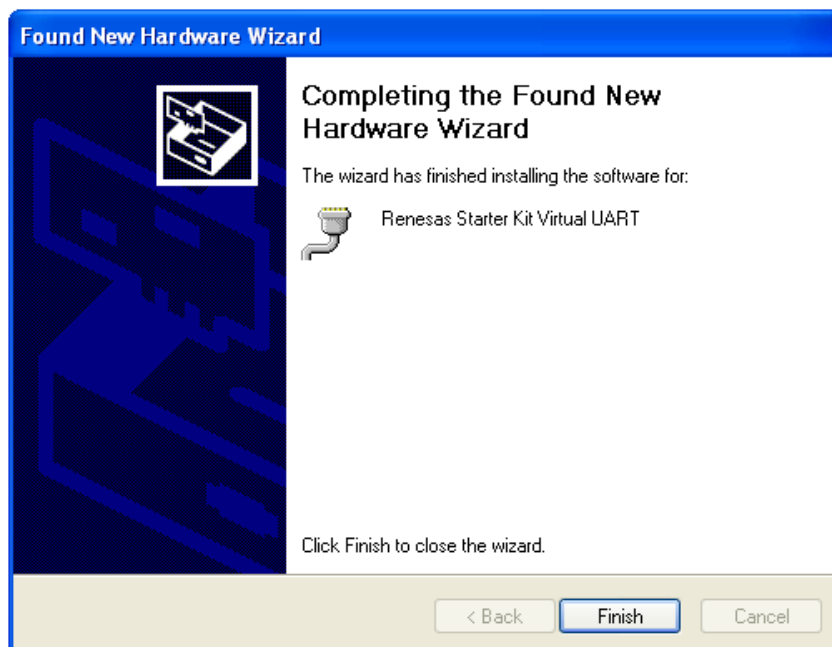 Found New Hardware Wizard
Completing the Found New
Hardware Wizard
The wizard has finished installing the software for:
Renesas Starter Kit Virtual UART
Click Finish to close the wizard.
< Back
Finish
Cancel